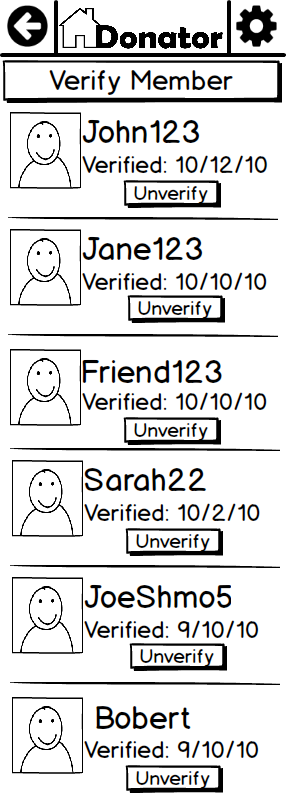 Donator
Verify Member
John123
Verified: 10/12/10
Unverify
Jane123
Verified: 10/10/10
Unverify
Friend123
Verified: 10/10/10
Unverify
Sarah22
Verified: 10/2/10
Unverify
JoeShmo5
Verified: 9/10/10
Unverify
Bobert
Verified: 9/10/10
Unverify